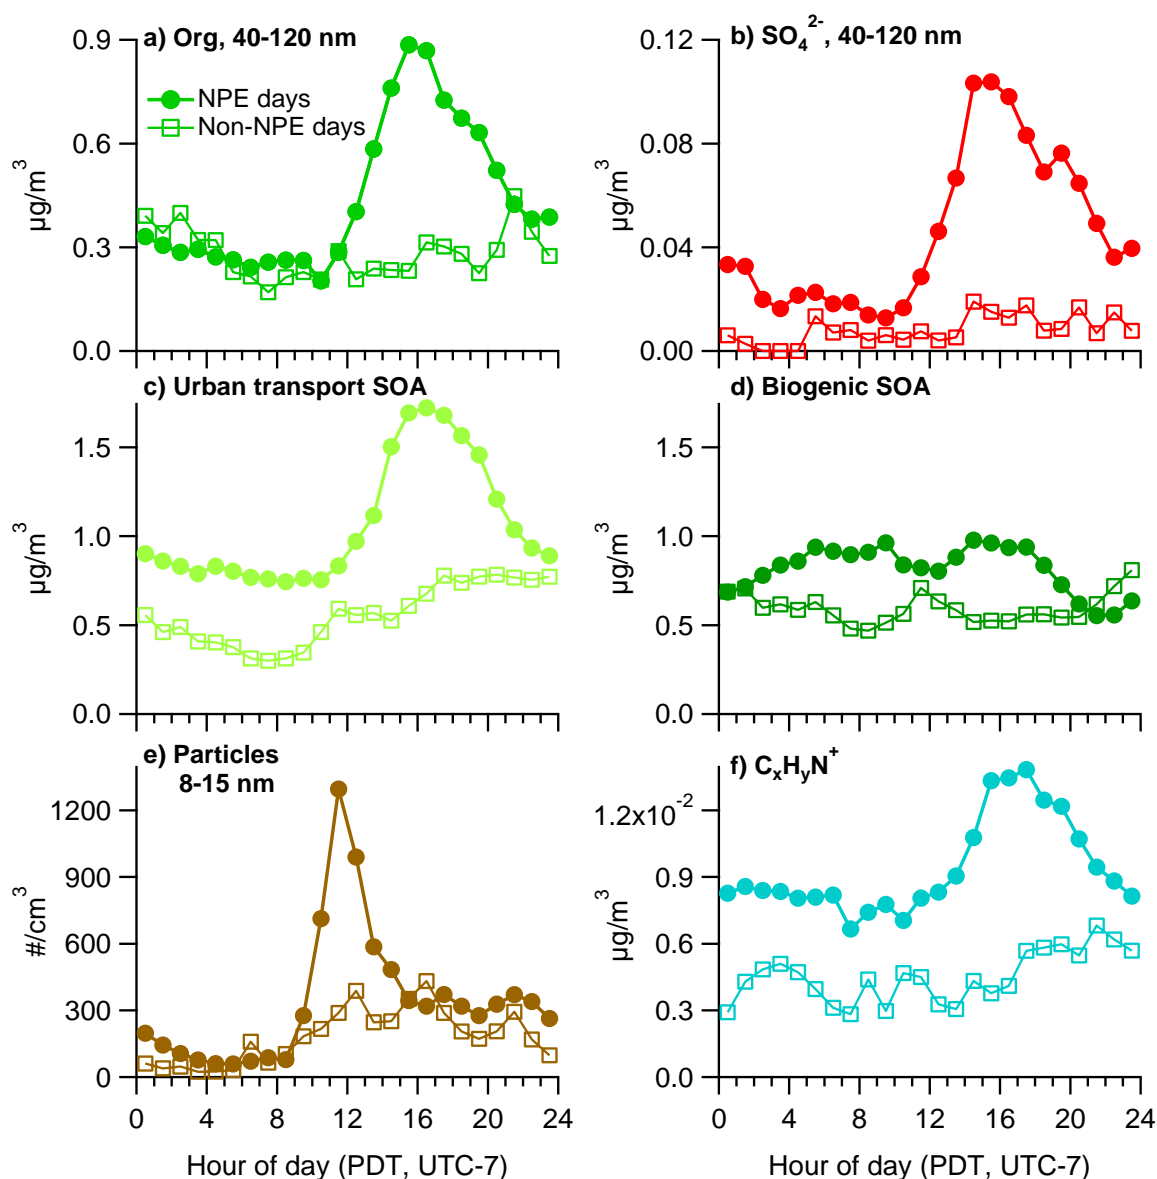 a) Org, 40-120 nm
NPE days
Non-NPE days
0.9
0.6
0.3
0.0
µg/m³
b) SO₄²⁻, 40-120 nm
0.12
0.08
0.04
0.00
µg/m³
c) Urban transport SOA
1.5
1.0
0.5
0.0
µg/m³
d) Biogenic SOA
1.5
1.0
0.5
0.0
µg/m³
e) Particles
8-15 nm
1200
900
600
300
0
#/cm³
0 4 8 12 16 20 24
Hour of day (PDT, UTC-7)
f) CₓHᵧN⁺
1.2x10⁻²
0.9
0.6
0.3
0.0
µg/m³
0 4 8 12 16 20 24
Hour of day (PDT, UTC-7)